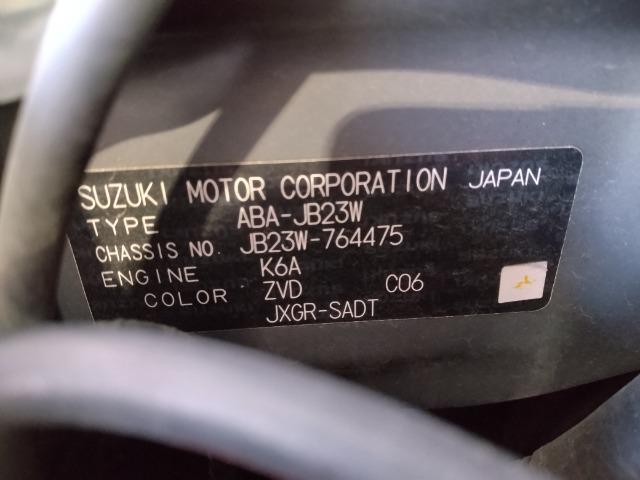 SUZUKI MOTOR CORPORATION JAPAN
TYPE ABA-JB23W
CHASSIS NO. JB23W-764475
ENGINE K6A
COLOR ZVD C06
JXGR-SADT